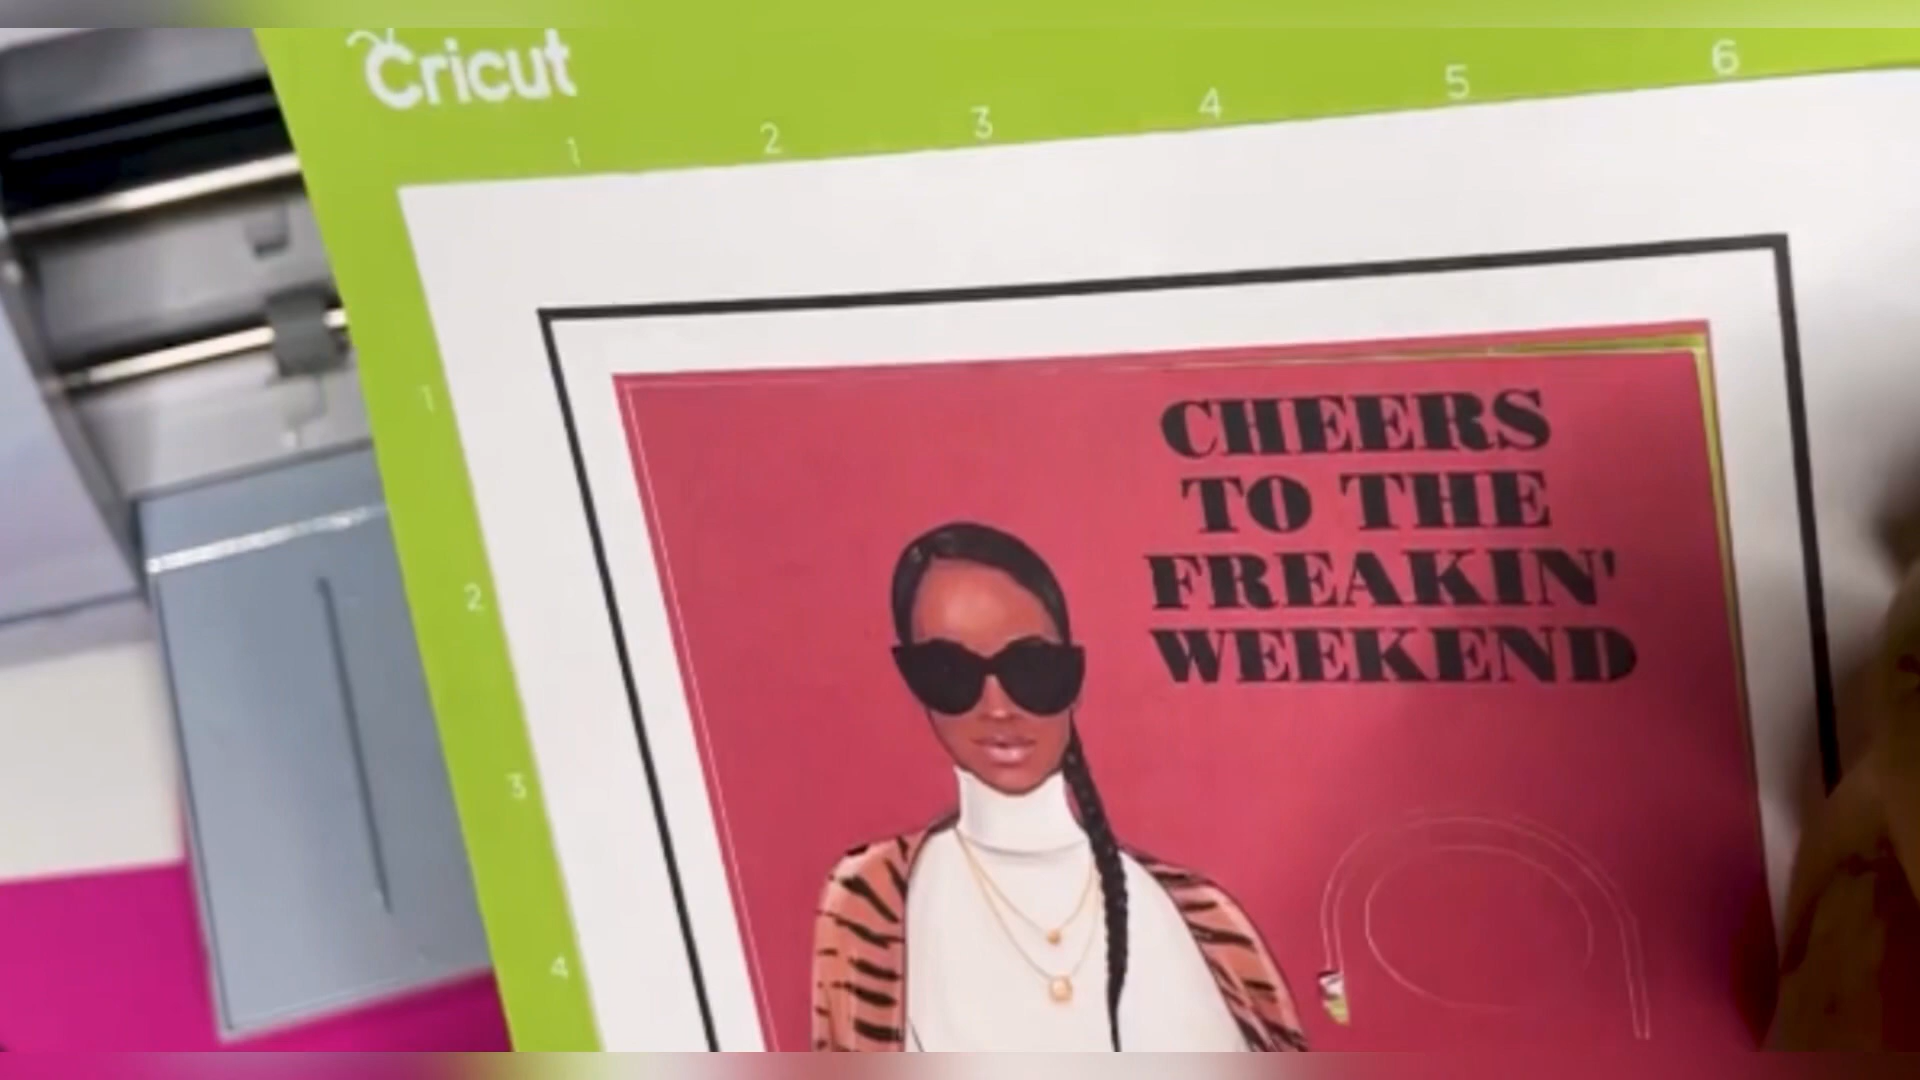 Cricut
1 2 3 4 5 6
1
2
3
4
CHEERS
TO THE
FREAKIN'
WEEKEND